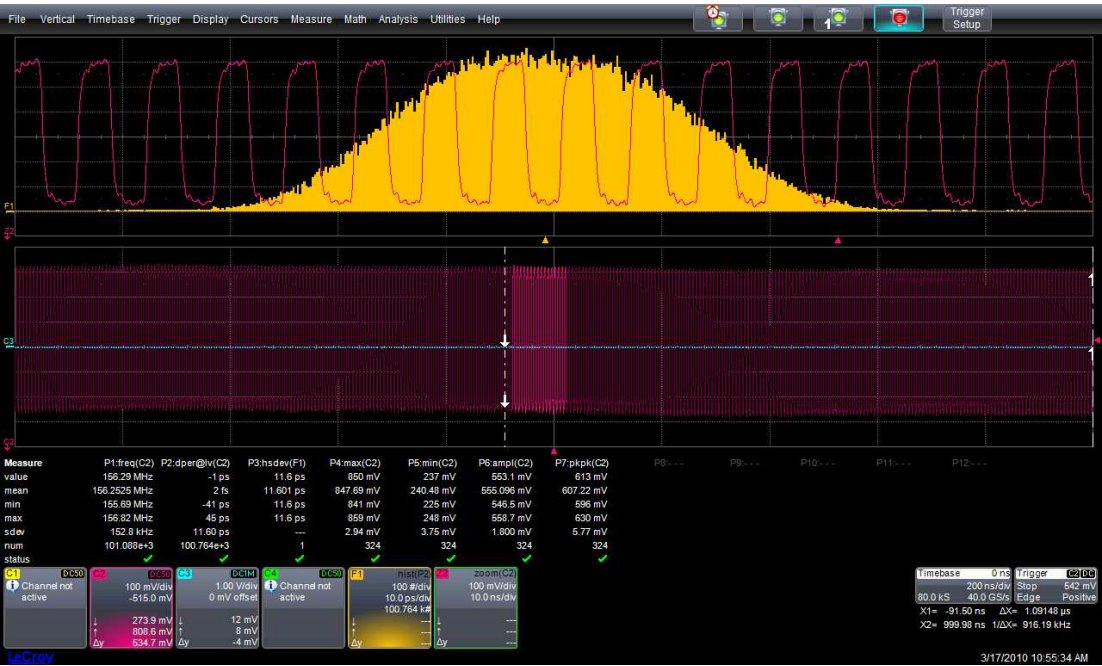 File Vertical Timebase Trigger Display Cursors Measure Math Analysis Utilities Help
1
Trigger
Setup
F1
Z2
1
C3
1
C2
Measure P1:freq(C2) P2:dper@lv(C2) P3:hsdev(F1) P4:max(C2) P5:min(C2) P6:ampl(C2) P7:pkpk(C2) P8:- - - P9:- - - P10:- - - P11:- - - P12:- - -
value 156.29 MHz -1 ps 11.6 ps 850 mV 237 mV 553.1 mV 613 mV
mean 156.2525 MHz 2 fs 11.601 ps 847.69 mV 240.48 mV 555.096 mV 607.22 mV
min 155.69 MHz -41 ps 11.6 ps 841 mV 225 mV 546.5 mV 596 mV
max 156.82 MHz 45 ps 11.6 ps 859 mV 248 mV 558.7 mV 630 mV
sdev 152.8 kHz 11.60 ps --- 2.94 mV 3.75 mV 1.800 mV 5.77 mV
num 101.088e+3 100.764e+3 1 324 324 324 324
status
C1 DC50
Channel not
active
C2 DC50
100 mV/div
-515.0 mV
↓ 273.9 mV
↑ 808.6 mV
Δy 534.7 mV
C3 DC1M
1.00 V/div
0 mV offset
↓ 12 mV
↑ 8 mV
Δy -4 mV
C4 DC50
Channel not
active
F1 hist(P2)
100 #/div
10.0 ps/div
100.764 k#
↓ ---
↑ ---
Δy ---
Z2 zoom(C2)
100 mV/div
10.0 ns/div
↓ ---
↑ ---
Δy ---
Timebase 0 ns
200 ns/div
80.0 kS 40.0 GS/s
Trigger C2 DC
Stop 542 mV
Edge Positive
X1= -91.50 ns ΔX= 1.09148 µs
X2= 999.98 ns 1/ΔX= 916.19 kHz
LeCroy
3/17/2010 10:55:34 AM